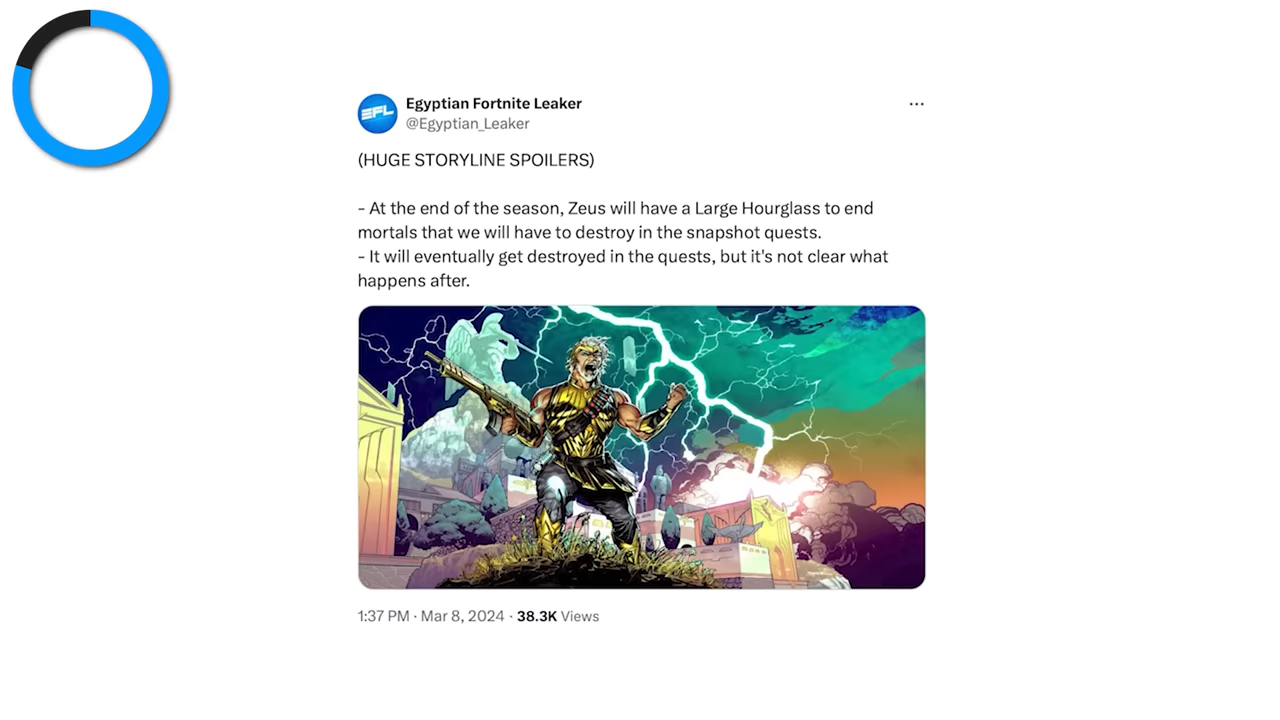 EFL
Egyptian Fortnite Leaker
@Egyptian_Leaker
(HUGE STORYLINE SPOILERS)
- At the end of the season, Zeus will have a Large Hourglass to end
mortals that we will have to destroy in the snapshot quests.
- It will eventually get destroyed in the quests, but it's not clear what
happens after.
1:37 PM · Mar 8, 2024 · 38.3K Views